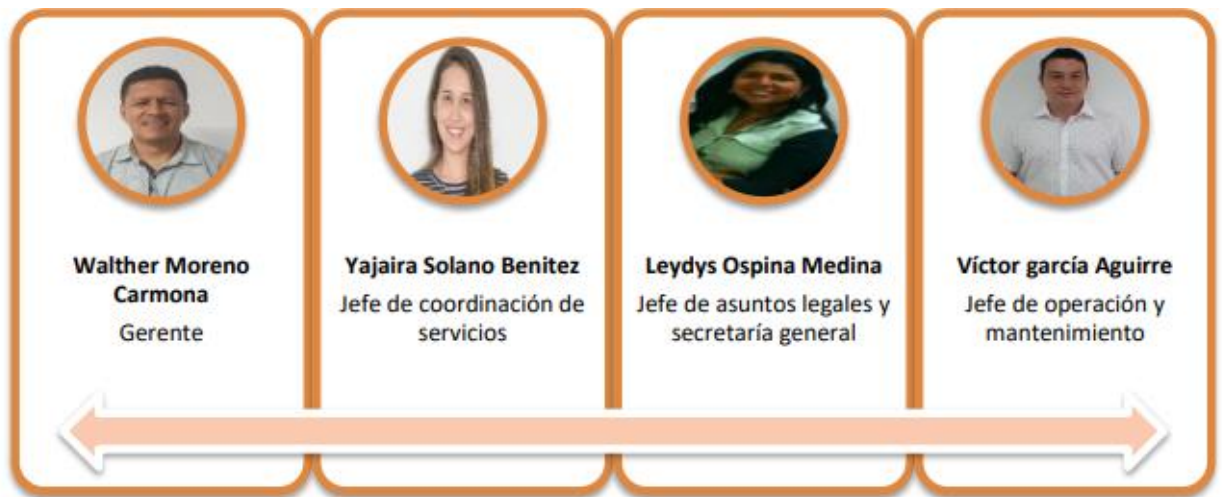 Walther Moreno
Carmona
Gerente
Yajaira Solano Benitez
Jefe de coordinación de
servicios
Leydys Ospina Medina
Jefe de asuntos legales y
secretaría general
Víctor garcía Aguirre
Jefe de operación y
mantenimiento